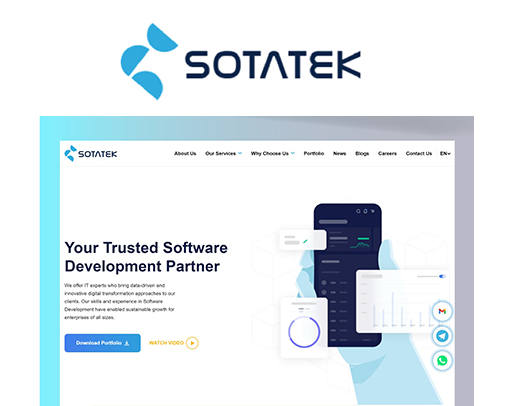 SOTATEK
SOTATEK About Us Our Services Why Choose Us Portfolio News Blogs Careers Contact Us EN
Your Trusted Software
Development Partner
We offer IT experts who bring data-driven and
innovative digital transformation approaches to our
clients. Our skills and experience in Software
Development have enabled sustainable growth for
enterprises of all sizes.
Download Portfolio WATCH VIDEO